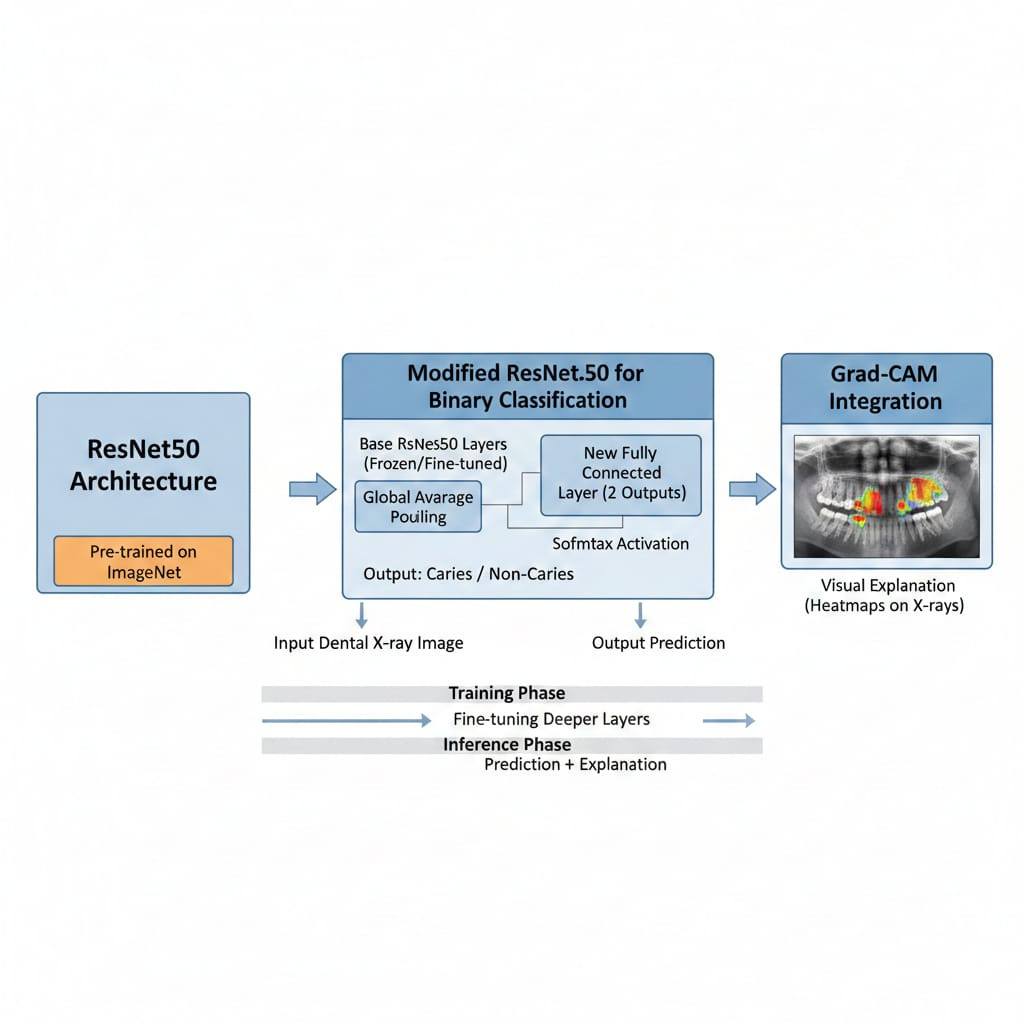 ResNet50
Architecture
Pre-trained on
ImageNet
Modified ResNet.50 for
Binary Classification
Base RsNes50 Layers
(Frozen/Fine-tuned)
Global Avarage
Pouling
New Fully
Connected
Layer (2 Outputs)
Sofmtax Activation
Output: Caries / Non-Caries
Input Dental X-ray Image
Output Prediction
Grad-CAM
Integration
Visual Explanation
(Heatmaps on X-rays)
Training Phase
Fine-tuning Deeper Layers
Inference Phase
Prediction + Explanation